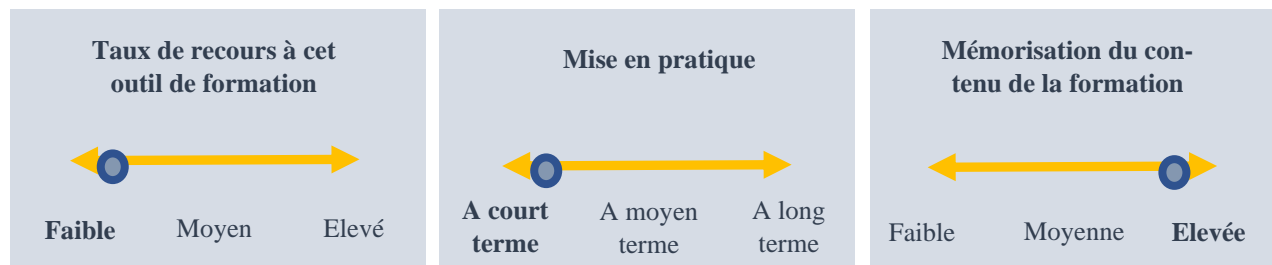 Taux de recours à cet
outil de formation
Faible Moyen Elevé
Mise en pratique
A court
terme
A moyen
terme
A long
terme
Mémorisation du con-
tenu de la formation
Faible Moyenne Elevée